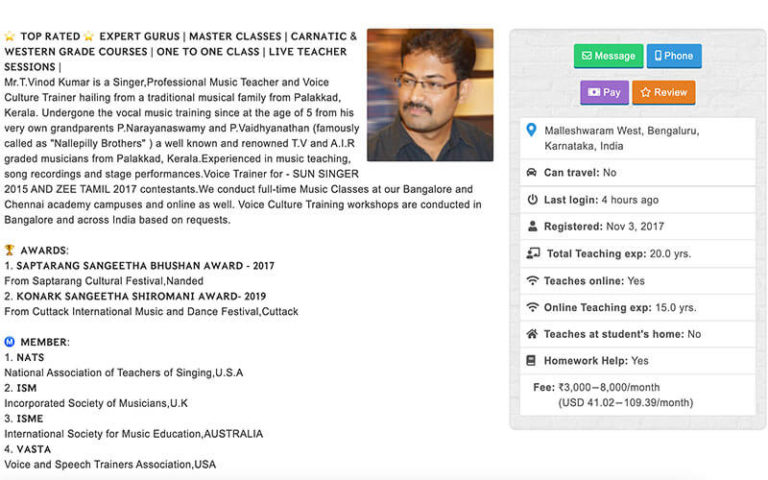 ⭐ TOP RATED ⭐ EXPERT GURUS | MASTER CLASSES | CARNATIC &
WESTERN GRADE COURSES | ONE TO ONE CLASS | LIVE TEACHER
SESSIONS |
Mr.T.Vinod Kumar is a Singer,Professional Music Teacher and Voice
Culture Trainer hailing from a traditional musical family from Palakkad,
Kerala. Undergone the vocal music training since at the age of 5 from his
very own grandparents P.Narayanaswamy and P.Vaidhyanathan (famously
called as "Nallepilly Brothers" ) a well known and renowned T.V and A.I.R
graded musicians from Palakkad, Kerala.Experienced in music teaching,
song recordings and stage performances.Voice Trainer for - SUN SINGER
2015 AND ZEE TAMIL 2017 contestants.We conduct full-time Music Classes at our Bangalore and
Chennai academy campuses and online as well. Voice Culture Training workshops are conducted in
Bangalore and across India based on requests.
🏆 AWARDS:
1. SAPTARANG SANGEETHA BHUSHAN AWARD - 2017
From Saptarang Cultural Festival,Nanded
2. KONARK SANGEETHA SHIROMANI AWARD- 2019
From Cuttack International Music and Dance Festival,Cuttack
Ⓜ️ MEMBER:
1. NATS
National Association of Teachers of Singing,U.S.A
2. ISM
Incorporated Society of Musicians,U.K
3. ISME
International Society for Music Education,AUSTRALIA
4. VASTA
Voice and Speech Trainers Association,USA
Message Phone
Pay Review
Malleshwaram West, Bengaluru,
Karnataka, India
Can travel: No
Last login: 4 hours ago
Registered: Nov 3, 2017
Total Teaching exp: 20.0 yrs.
Teaches online: Yes
Online Teaching exp: 15.0 yrs.
Teaches at student's home: No
Homework Help: Yes
Fee: ₹3,000–8,000/month
(USD 41.02–109.39/month)